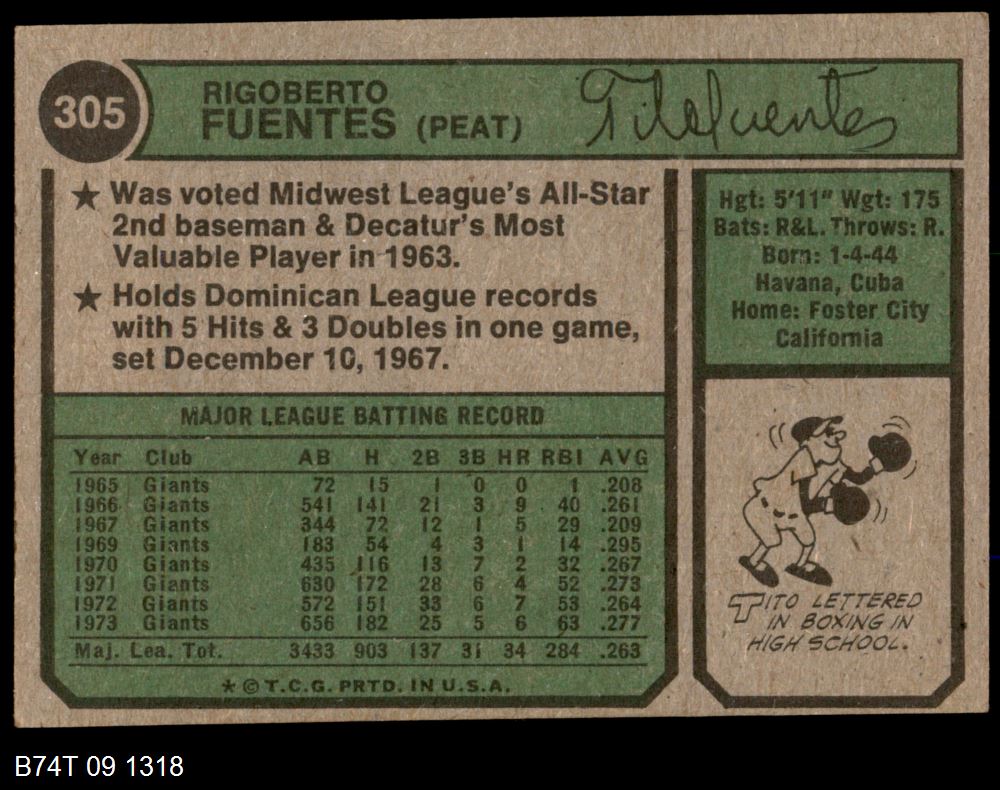 305
RIGOBERTO
FUENTES (PEAT)
Tito Fuentes
★ Was voted Midwest League's All-Star
2nd baseman & Decatur's Most
Valuable Player in 1963.
★ Holds Dominican League records
with 5 Hits & 3 Doubles in one game,
set December 10, 1967.
Hgt: 5'11" Wgt: 175
Bats: R&L. Throws: R.
Born: 1-4-44
Havana, Cuba
Home: Foster City
California
MAJOR LEAGUE BATTING RECORD
Year Club AB H 2B 3B HR RBI AVG
1965 Giants 72 15 1 0 0 1 .208
1966 Giants 541 141 21 3 9 40 .261
1967 Giants 344 72 12 1 5 29 .209
1969 Giants 183 54 4 3 1 14 .295
1970 Giants 435 116 13 7 2 32 .267
1971 Giants 630 172 28 6 4 52 .273
1972 Giants 572 151 33 6 7 53 .264
1973 Giants 656 182 25 5 6 63 .277
Maj. Lea. Tot. 3433 903 137 31 34 284 .263
* © T.C.G. PRTD. IN U.S.A.
TITO LETTERED
IN BOXING IN
HIGH SCHOOL.
B74T 09 1318